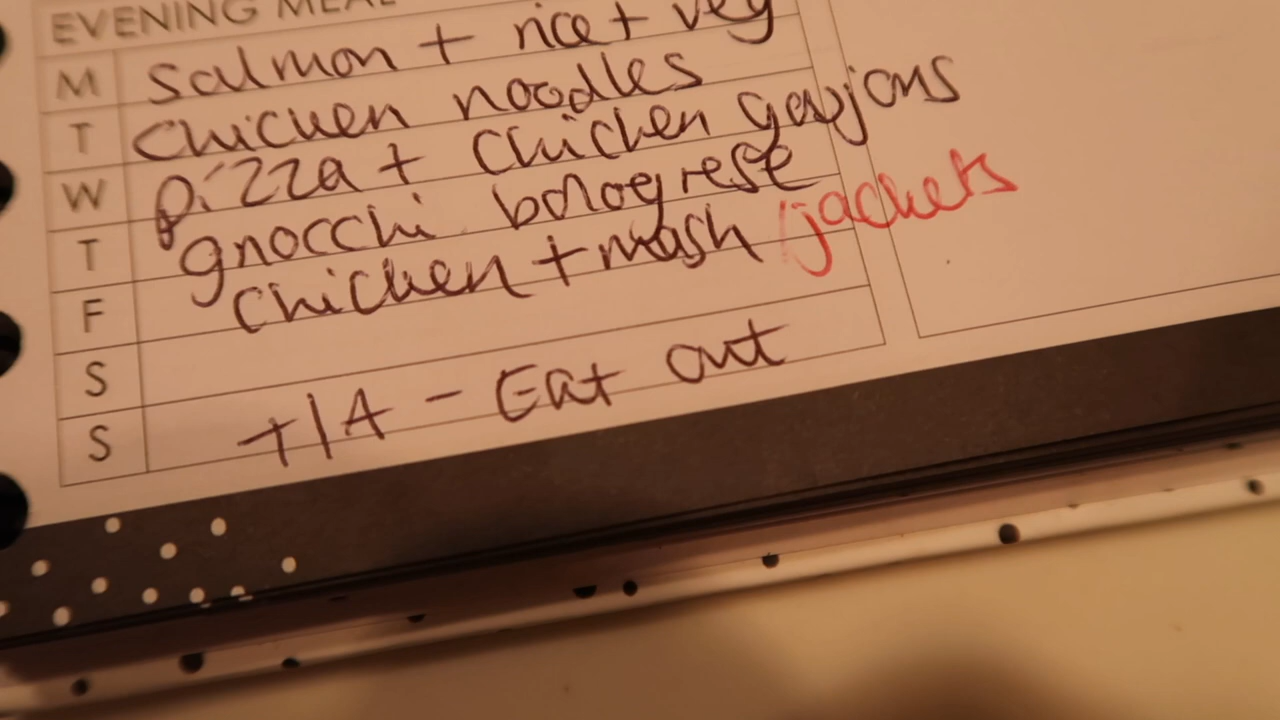 EVENING MEAL
M salmon + rice + veg
T chicken noodles
W pizza + chicken goujons
T gnocchi bolognese
F chicken + mash /jackets
S
S T/A - Eat out